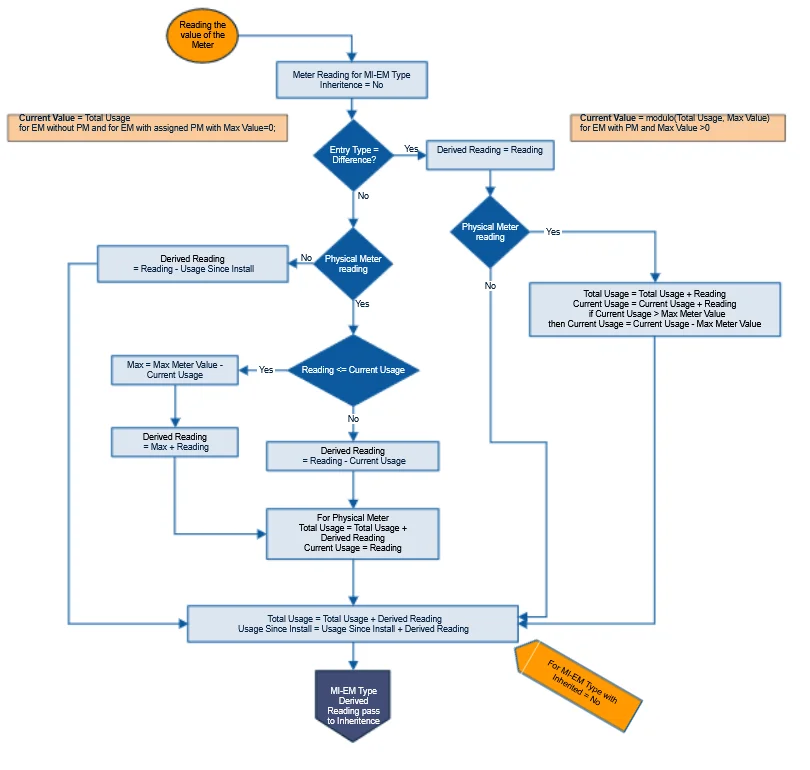 Reading the
value of the
Meter
Meter Reading for MI-EM Type
Inheritence = No
Current Value = Total Usage
for EM without PM and for EM with assigned PM with Max Value=0;
Current Value = modulo(Total Usage, Max Value)
for EM with PM and Max Value >0
Entry Type =
Difference?
Yes
Derived Reading = Reading
No
Physical Meter
reading
Yes
No
Total Usage = Total Usage + Reading
Current Usage = Current Usage + Reading
if Current Usage > Max Meter Value
then Current Usage = Current Usage - Max Meter Value
Physical Meter
reading
No
Derived Reading
= Reading - Usage Since Install
Yes
Reading <= Current Usage
Yes
Max = Max Meter Value -
Current Usage
Derived Reading
= Max + Reading
No
Derived Reading
= Reading - Current Usage
For Physical Meter
Total Usage = Total Usage +
Derived Reading
Current Usage = Reading
Total Usage = Total Usage + Derived Reading
Usage Since Install = Usage Since Install + Derived Reading
For MI-EM Type with
Inherited = No
MI-EM Type
Derived
Reading pass
to Inheritence